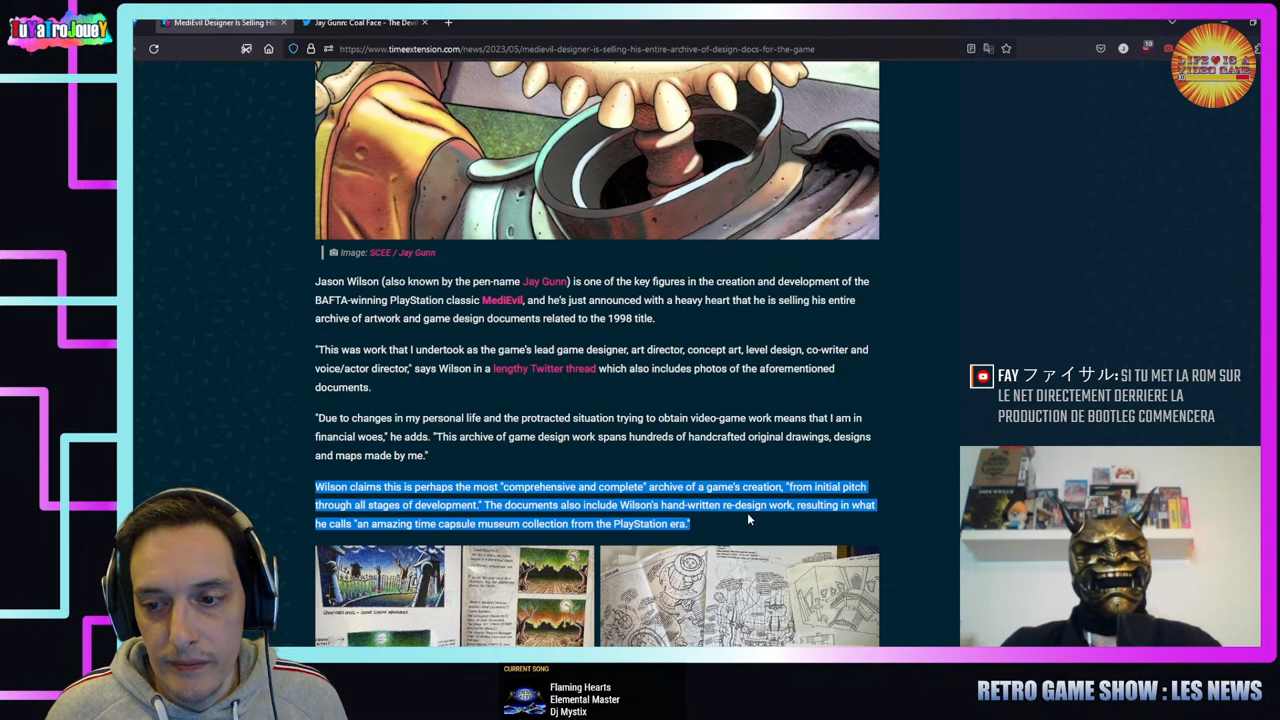 TuYaTroJoueY
MediEvil Designer Is Selling His
Jay Gunn: Coal Face - The Devil
https://www.timeextension.com/news/2023/05/medievil-designer-is-selling-his-entire-archive-of-design-docs-for-the-game
10
LIFE IS A
VIDEO GAME
Image: SCEE / Jay Gunn
Jason Wilson (also known by the pen-name Jay Gunn) is one of the key figures in the creation and development of the
BAFTA-winning PlayStation classic MediEvil, and he's just announced with a heavy heart that he is selling his entire
archive of artwork and game design documents related to the 1998 title.
"This was work that I undertook as the game's lead game designer, art director, concept art, level design, co-writer and
voice/actor director," says Wilson in a lengthy Twitter thread which also includes photos of the aforementioned
documents.
"Due to changes in my personal life and the protracted situation trying to obtain video-game work means that I am in
financial woes," he adds. "This archive of game design work spans hundreds of handcrafted original drawings, designs
and maps made by me."
Wilson claims this is perhaps the most "comprehensive and complete" archive of a game's creation, "from initial pitch
through all stages of development." The documents also include Wilson's hand-written re-design work, resulting in what
he calls "an amazing time capsule museum collection from the PlayStation era."
FAY ファイサル: SI TU MET LA ROM SUR
LE NET DIRECTEMENT DERRIERE LA
PRODUCTION DE BOOTLEG COMMENCERA
CURRENT SONG
Flaming Hearts
Elemental Master
Dj Mystix
RETRO GAME SHOW : LES NEWS